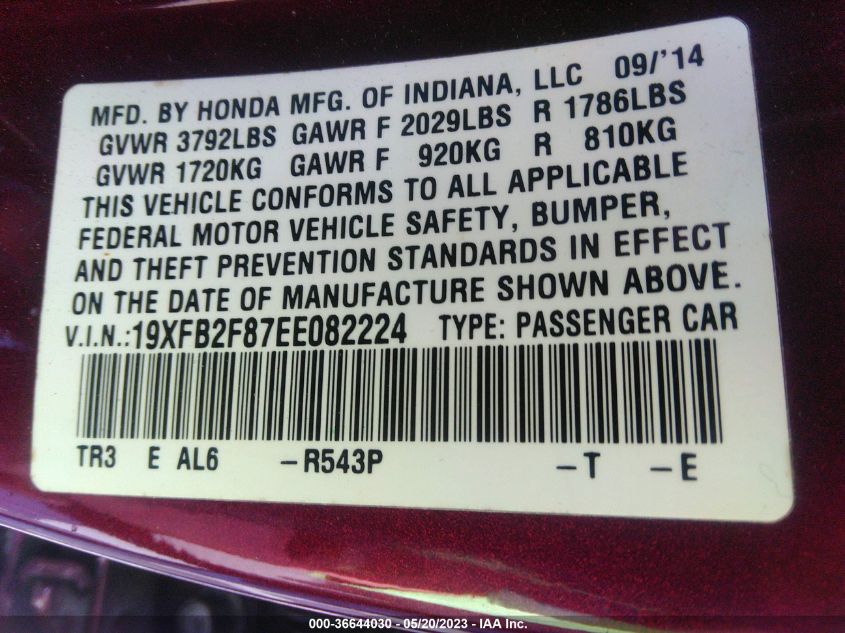 MFD. BY HONDA MFG. OF INDIANA, LLC 09/'14
GVWR 3792LBS GAWR F 2029LBS R 1786LBS
GVWR 1720KG GAWR F 920KG R 810KG
THIS VEHICLE CONFORMS TO ALL APPLICABLE
FEDERAL MOTOR VEHICLE SAFETY, BUMPER,
AND THEFT PREVENTION STANDARDS IN EFFECT
ON THE DATE OF MANUFACTURE SHOWN ABOVE.
V.I.N.:19XFB2F87EE082224 TYPE: PASSENGER CAR
TR3 E AL6 –R543P –T –E
000-36644030 - 05/20/2023 - IAA Inc.